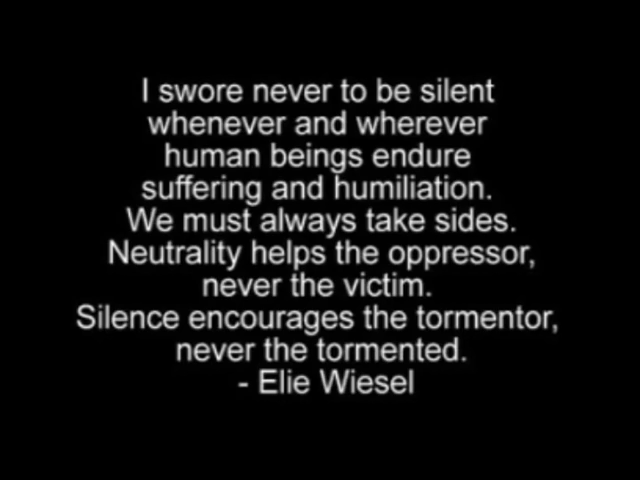 I swore never to be silent
whenever and wherever
human beings endure
suffering and humiliation.
We must always take sides.
Neutrality helps the oppressor,
never the victim.
Silence encourages the tormentor,
never the tormented.
- Elie Wiesel